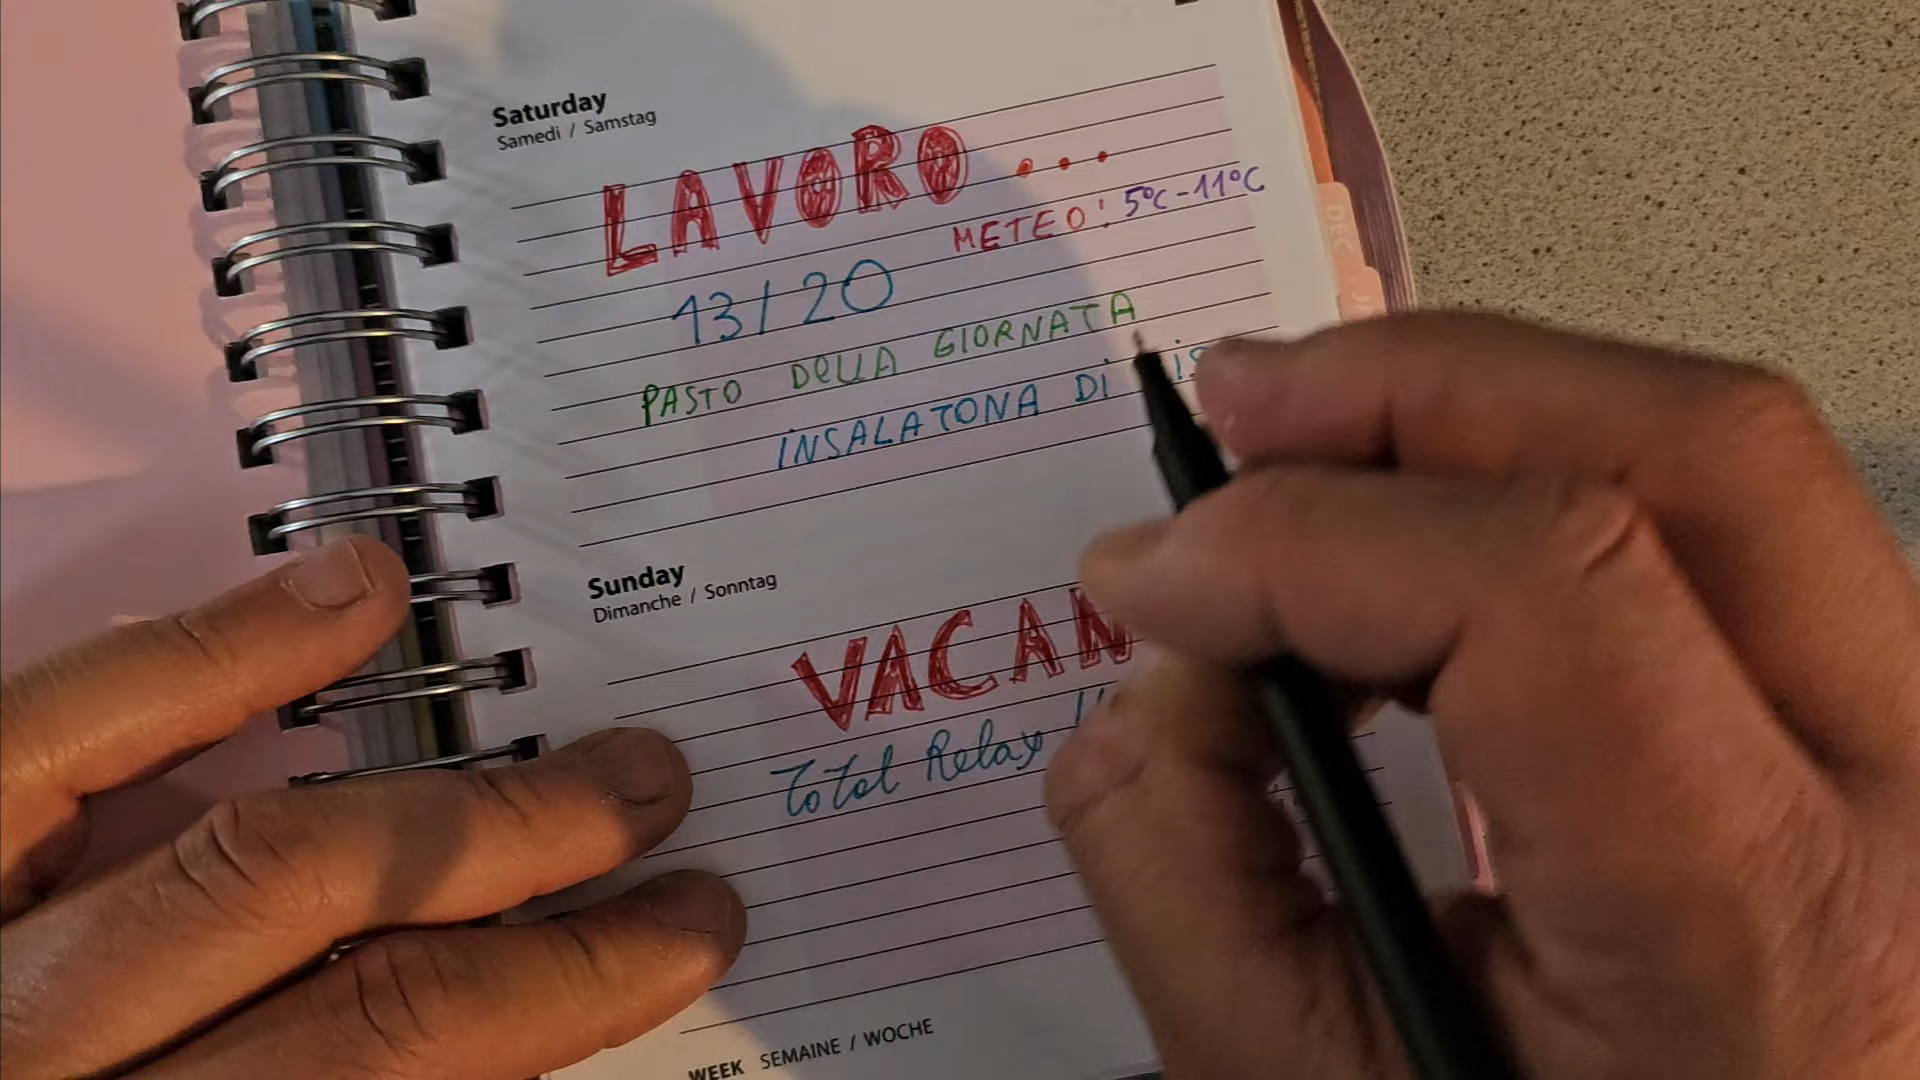 Saturday
Samedi / Samstag
LAVORO...
METEO: 5°C-11°C
13/20
PASTO DELLA GIORNATA
INSALATONA DI
Sunday
Dimanche / Sonntag
Total Relax
WEEK SEMAINE / WOCHE
DEC